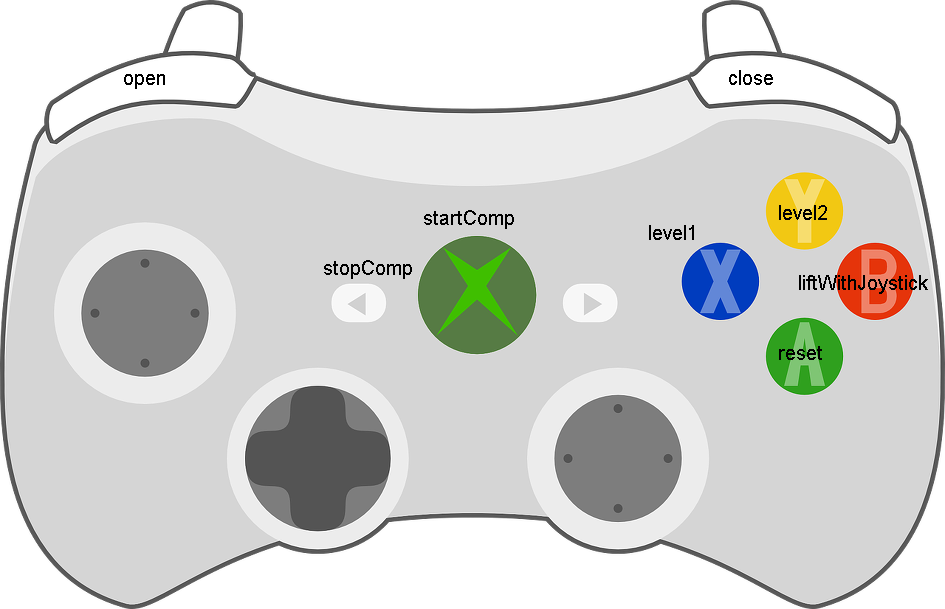 open
close
startComp
stopComp
level1
Y
level2
X
B
liftWithJoystick
A
reset